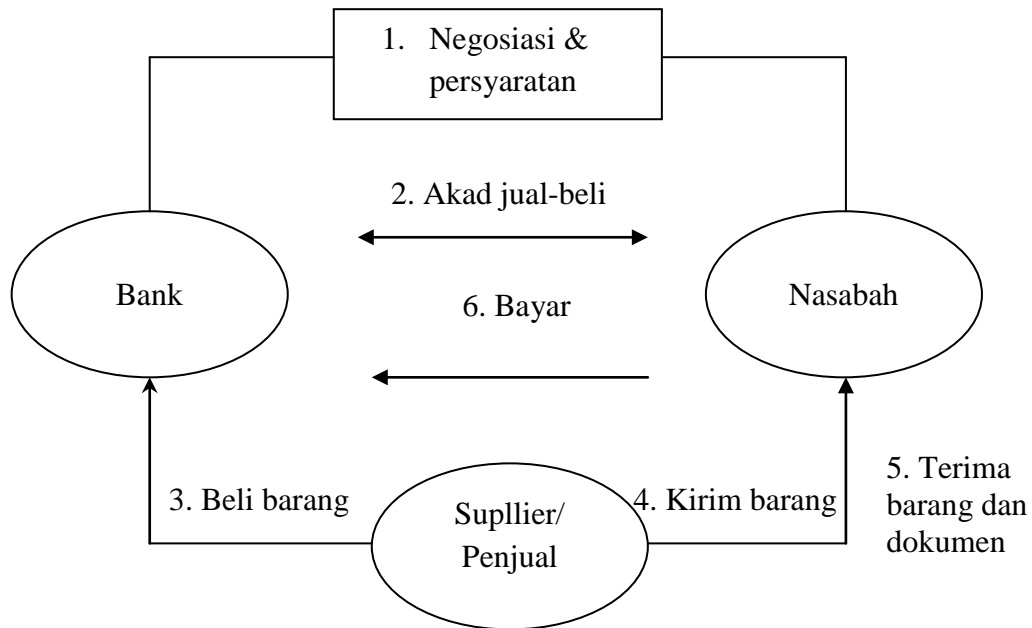 1. Negosiasi &
persyaratan
2. Akad jual-beli
Bank
Nasabah
6. Bayar
3. Beli barang
Supllier/
Penjual
4. Kirim barang
5. Terima
barang dan
dokumen